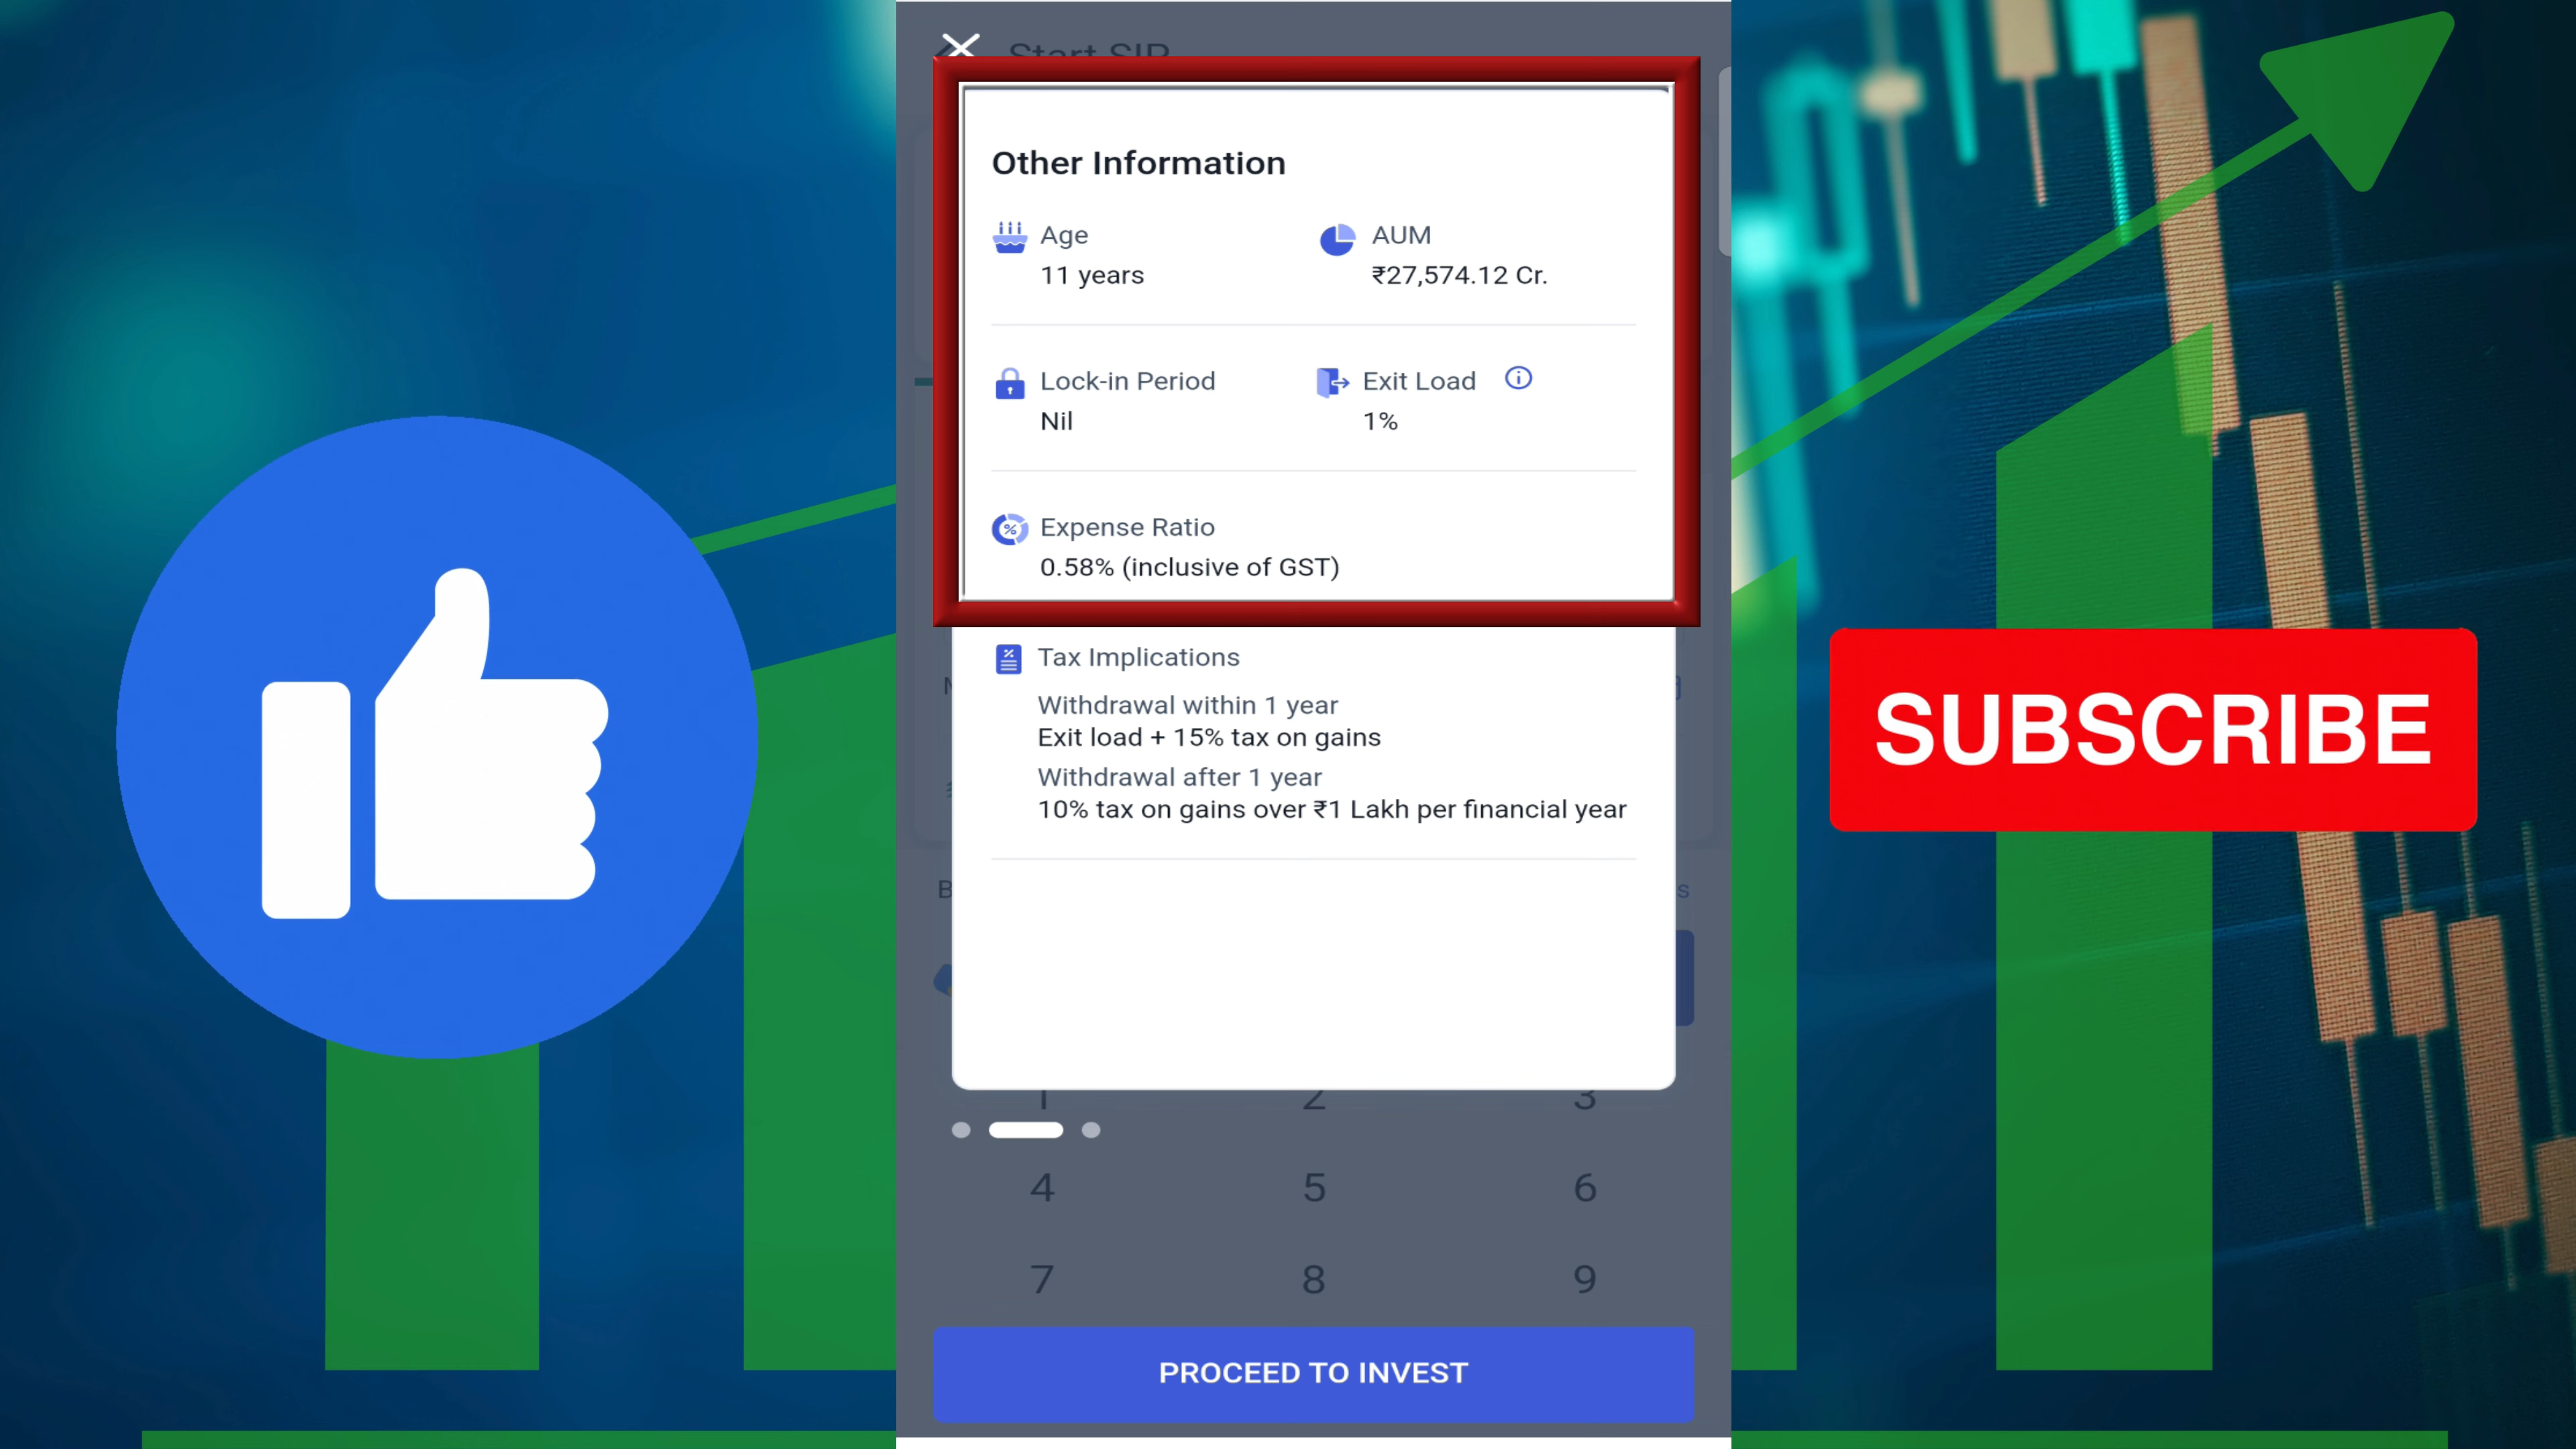 Start SIP
Other Information
Age
11 years
AUM
₹27,574.12 Cr.
Lock-in Period
Nil
Exit Load
1%
Expense Ratio
0.58% (inclusive of GST)
Tax Implications
Withdrawal within 1 year
Exit load + 15% tax on gains
Withdrawal after 1 year
10% tax on gains over ₹1 Lakh per financial year
SUBSCRIBE
1 2 3
4 5 6
7 8 9
PROCEED TO INVEST